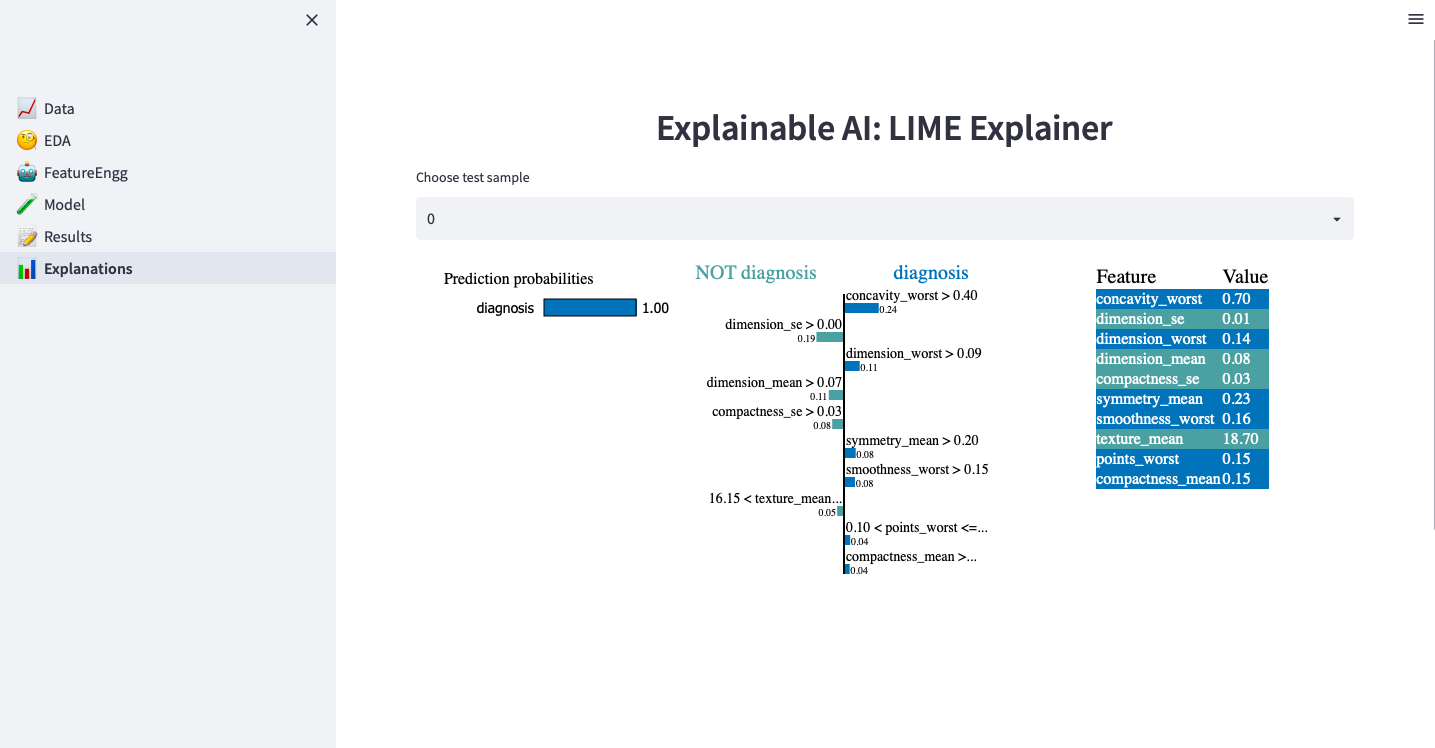 Data
EDA
FeatureEngg
Model
Results
Explanations
Explainable AI: LIME Explainer
Choose test sample
0
Prediction probabilities
diagnosis 1.00
NOT diagnosis diagnosis
concavity_worst > 0.40
0.24
dimension_se > 0.00
0.19
dimension_worst > 0.09
0.11
dimension_mean > 0.07
0.11
compactness_se > 0.03
0.08
symmetry_mean > 0.20
0.08
smoothness_worst > 0.15
0.08
16.15 < texture_mean...
0.05
0.10 < points_worst <=...
0.04
compactness_mean >...
0.04
Feature Value
concavity_worst 0.70
dimension_se 0.01
dimension_worst 0.14
dimension_mean 0.08
compactness_se 0.03
symmetry_mean 0.23
smoothness_worst 0.16
texture_mean 18.70
points_worst 0.15
compactness_mean 0.15